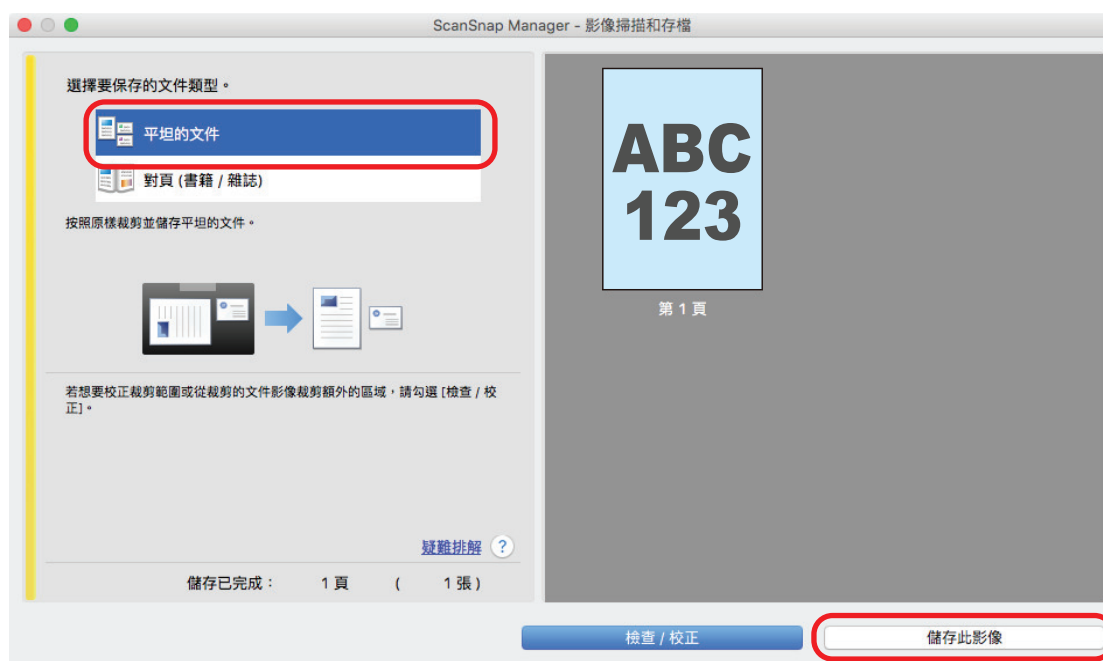 ScanSnap Manager - 影像掃描和存檔
選擇要保存的文件類型。
平坦的文件
對頁 (書籍 / 雜誌)
按照原樣裁剪並儲存平坦的文件。
若想要校正裁剪範圍或從裁剪的文件影像裁剪額外的區域，請勾選 [檢查 / 校
正]。
疑難排解 ?
儲存已完成： 1 頁 ( 1 張 )
ABC
123
第 1 頁
檢查 / 校正
儲存此影像